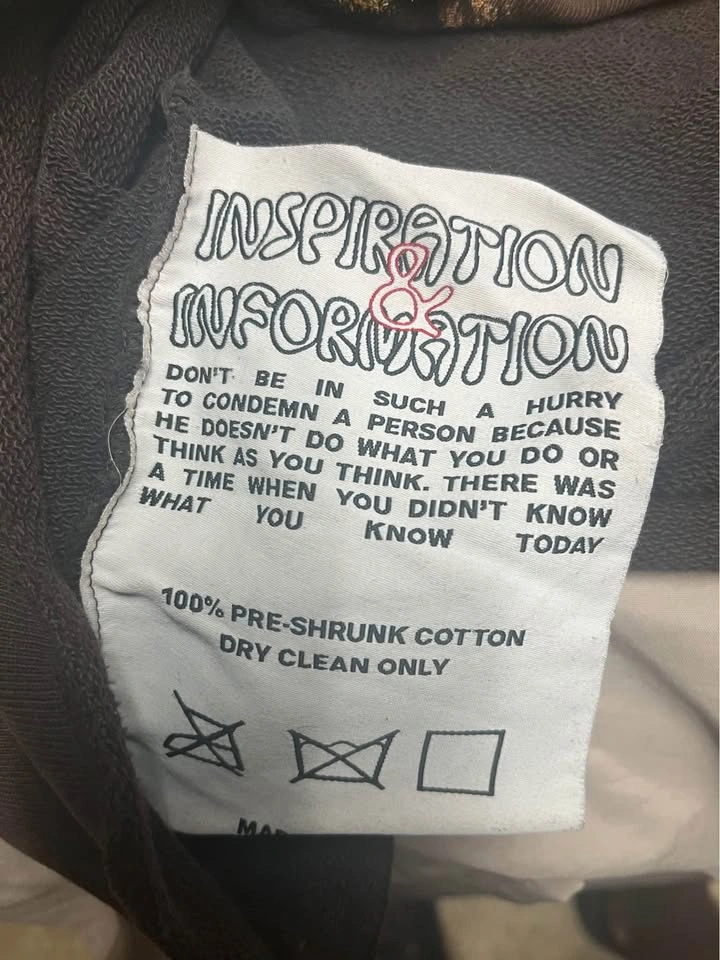 INSPIRATION
&
INFORMATION
DON'T BE IN SUCH A HURRY
TO CONDEMN A PERSON BECAUSE
HE DOESN'T DO WHAT YOU DO OR
THINK AS YOU THINK. THERE WAS
A TIME WHEN YOU DIDN'T KNOW
WHAT YOU KNOW TODAY
100% PRE-SHRUNK COTTON
DRY CLEAN ONLY